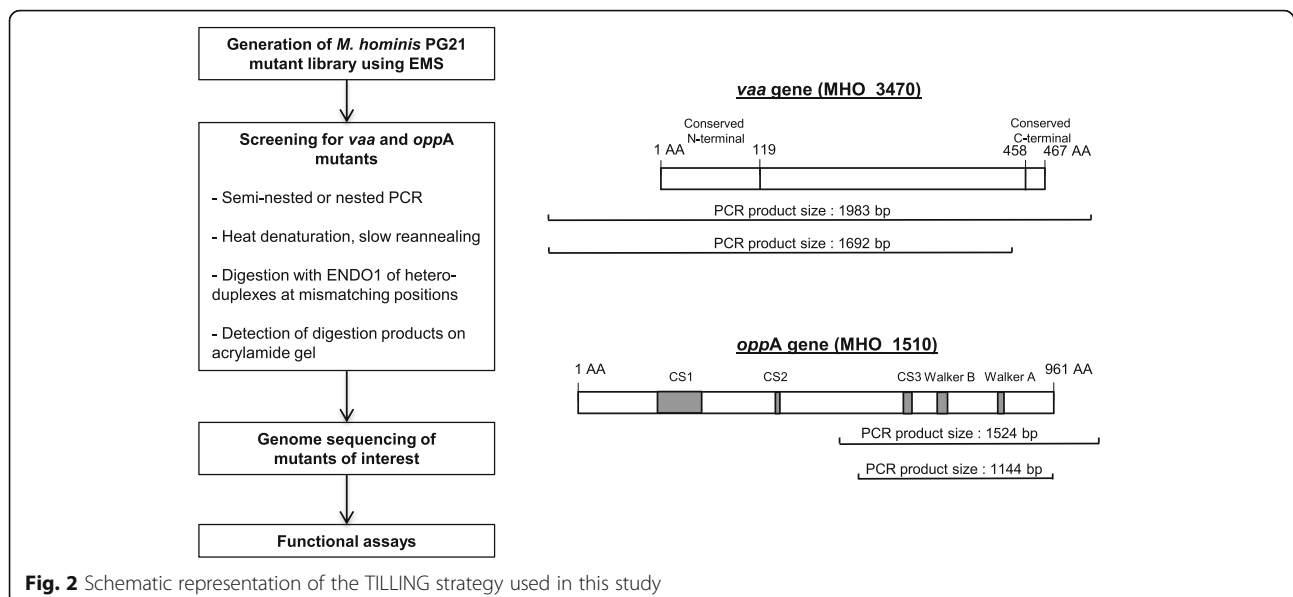 Generation of M. hominis PG21
mutant library using EMS
Screening for vaa and oppA
mutants
- Semi-nested or nested PCR
- Heat denaturation, slow reannealing
- Digestion with ENDO1 of hetero-
duplexes at mismatching positions
- Detection of digestion products on
acrylamide gel
Genome sequencing of
mutants of interest
Functional assays
vaa gene (MHO_3470)
Conserved
N-terminal
Conserved
C-terminal
1 AA
119
458
467 AA
PCR product size : 1983 bp
PCR product size : 1692 bp
oppA gene (MHO_1510)
1 AA
961 AA
CS1
CS2
CS3
Walker B
Walker A
PCR product size : 1524 bp
PCR product size : 1144 bp
Fig. 2 Schematic representation of the TILLING strategy used in this study